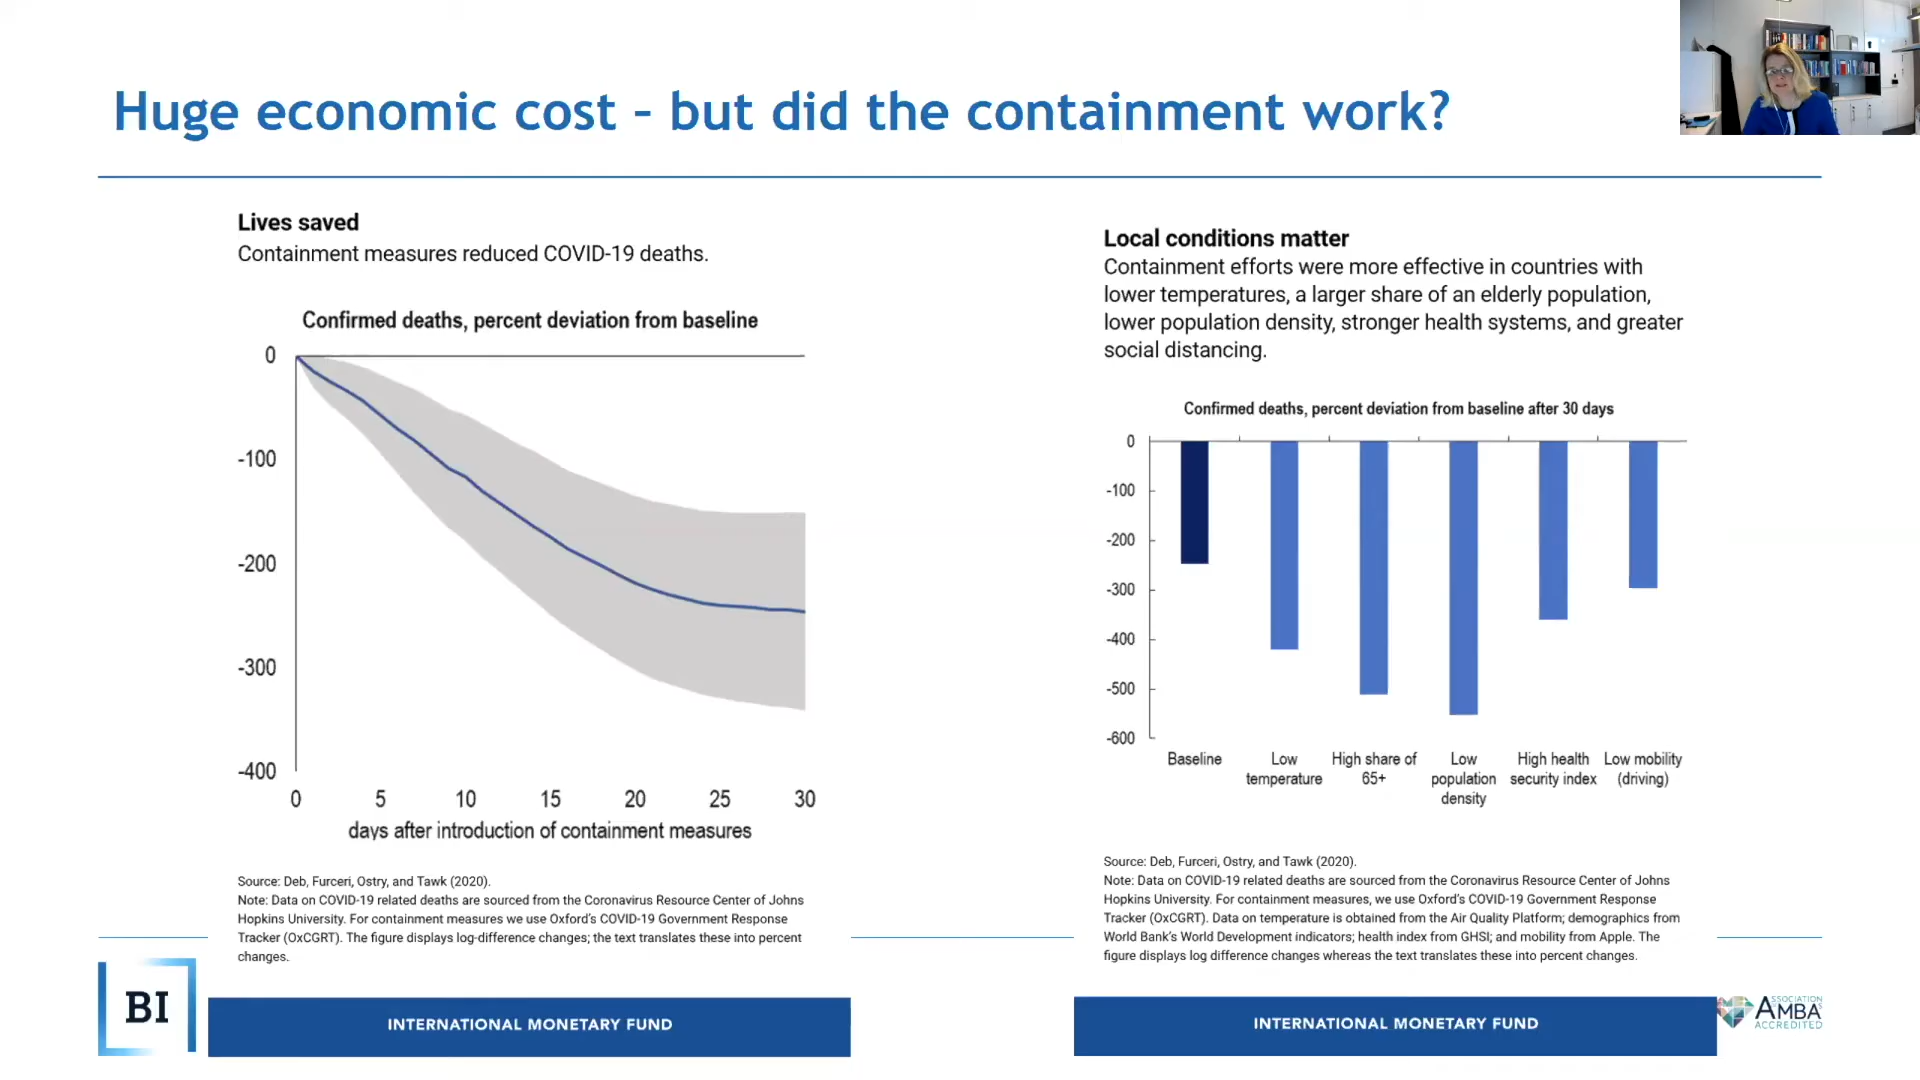 Huge economic cost – but did the containment work?
Lives saved
Containment measures reduced COVID-19 deaths.
Confirmed deaths, percent deviation from baseline
0
-100
-200
-300
-400
0 5 10 15 20 25 30
days after introduction of containment measures
Source: Deb, Furceri, Ostry, and Tawk (2020).
Note: Data on COVID-19 related deaths are sourced from the Coronavirus Resource Center of Johns
Hopkins University. For containment measures we use Oxford's COVID-19 Government Response
Tracker (OxCGRT). The figure displays log-difference changes; the text translates these into percent
changes.
INTERNATIONAL MONETARY FUND
Local conditions matter
Containment efforts were more effective in countries with
lower temperatures, a larger share of an elderly population,
lower population density, stronger health systems, and greater
social distancing.
Confirmed deaths, percent deviation from baseline after 30 days
0
-100
-200
-300
-400
-500
-600
Baseline
Low
temperature
High share of
65+
Low
population
density
High health
security index
Low mobility
(driving)
Source: Deb, Furceri, Ostry, and Tawk (2020).
Note: Data on COVID-19 related deaths are sourced from the Coronavirus Resource Center of Johns
Hopkins University. For containment measures, we use Oxford's COVID-19 Government Response
Tracker (OxCGRT). Data on temperature is obtained from the Air Quality Platform; demographics from
World Bank's World Development indicators; health index from GHSI; and mobility from Apple. The
figure displays log difference changes whereas the text translates these into percent changes.
INTERNATIONAL MONETARY FUND
BI
ASSOCIATION
AMBA
ACCREDITED